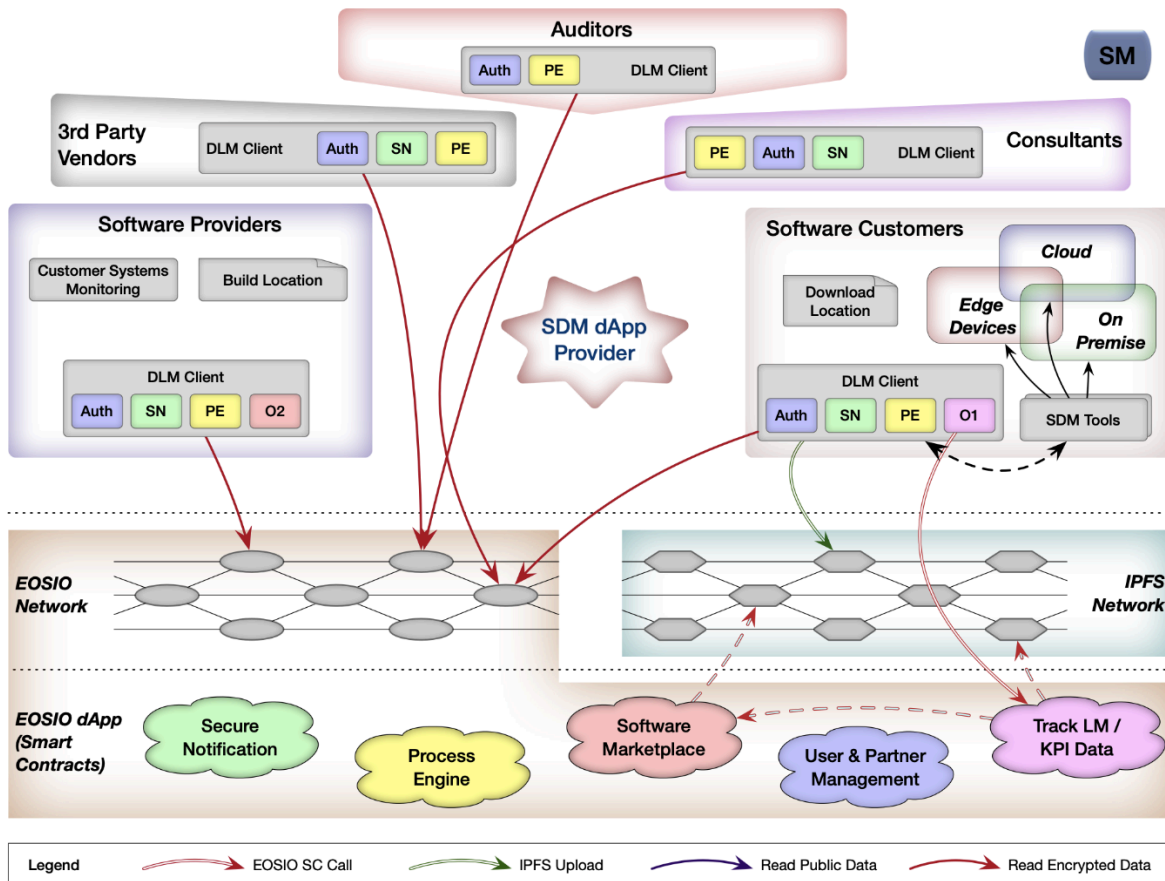 Auditors
Auth PE DLM Client
SM
3rd Party
Vendors
DLM Client Auth SN PE
PE Auth SN DLM Client
Consultants
Software Providers
Customer Systems
Monitoring
Build Location
DLM Client
Auth SN PE O2
SDM dApp
Provider
Software Customers
Download
Location
Cloud
Edge
Devices
On
Premise
DLM Client
Auth SN PE O1
SDM Tools
EOSIO
Network
IPFS
Network
EOSIO dApp
(Smart
Contracts)
Secure
Notification
Process
Engine
Software
Marketplace
User & Partner
Management
Track LM /
KPI Data
Legend EOSIO SC Call IPFS Upload Read Public Data Read Encrypted Data